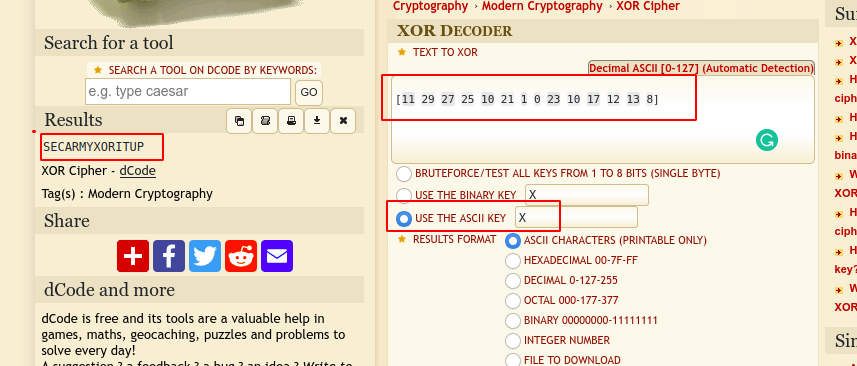 Search for a tool
★ SEARCH A TOOL ON DCODE BY KEYWORDS:
e.g. type caesar
GO
Results
SECARMYXORITUP
XOR Cipher - dCode
Tag(s) : Modern Cryptography
Share
dCode and more
dCode is free and its tools are a valuable help in
games, maths, geocaching, puzzles and problems to
solve every day!
A suggestion ? a feedback ? a bug ? an idea ? Write to
Cryptography › Modern Cryptography › XOR Cipher
XOR DECODER
★ TEXT TO XOR
Decimal ASCII [0-127] (Automatic Detection)
[11 29 27 25 10 21 1 0 23 10 17 12 13 8]
BRUTEFORCE/TEST ALL KEYS FROM 1 TO 8 BITS (SINGLE BYTE)
USE THE BINARY KEY X
USE THE ASCII KEY X
★ RESULTS FORMAT ASCII CHARACTERS (PRINTABLE ONLY)
HEXADECIMAL 00-7F-FF
DECIMAL 0-127-255
OCTAL 000-177-377
BINARY 00000000-11111111
INTEGER NUMBER
FILE TO DOWNLOAD
Su
X
X
H
ciph
H
bina
W
XOR
H
ciph
H
key?
W
XOR
Sin